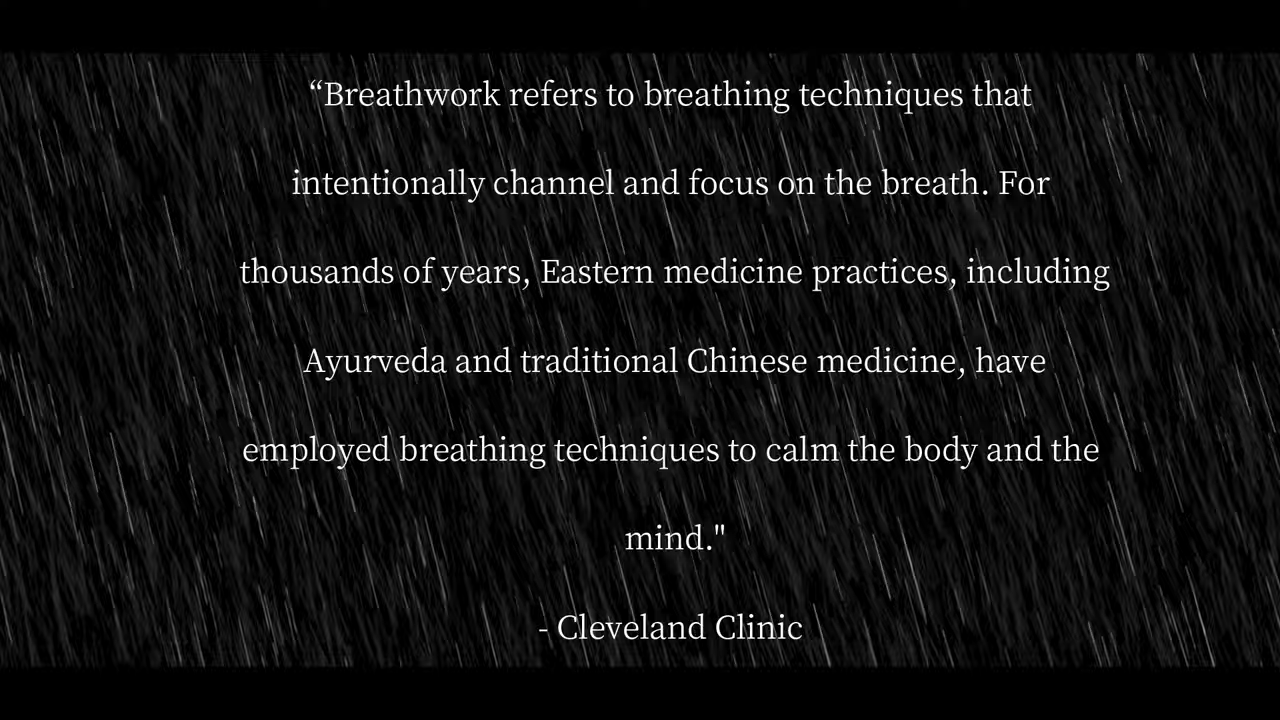 “Breathwork refers to breathing techniques that
intentionally channel and focus on the breath. For
thousands of years, Eastern medicine practices, including
Ayurveda and traditional Chinese medicine, have
employed breathing techniques to calm the body and the
mind."
- Cleveland Clinic